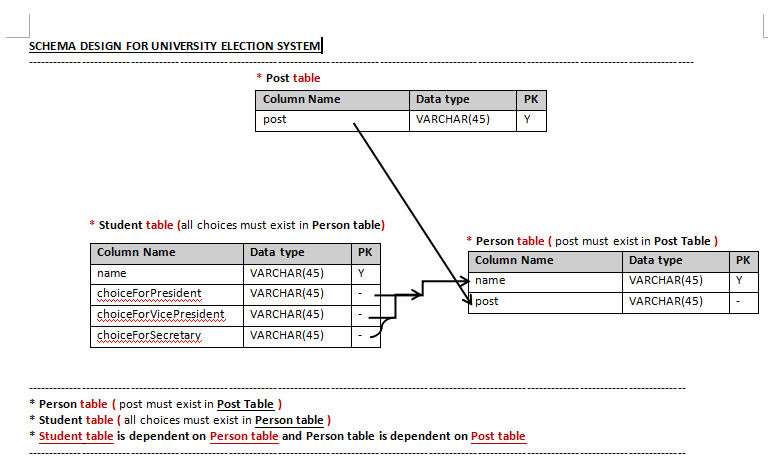 SCHEMA DESIGN FOR UNIVERSITY ELECTION SYSTEM
* Post table
Column Name Data type PK
post VARCHAR(45) Y
* Student table (all choices must exist in Person table)
Column Name Data type PK
name VARCHAR(45) Y
choiceForPresident VARCHAR(45) -
choiceForVicePresident VARCHAR(45) -
choiceForSecretary VARCHAR(45) -
* Person table ( post must exist in Post Table )
Column Name Data type PK
name VARCHAR(45) Y
post VARCHAR(45) -
* Person table ( post must exist in Post Table )
* Student table ( all choices must exist in Person table )
* Student table is dependent on Person table and Person table is dependent on Post table